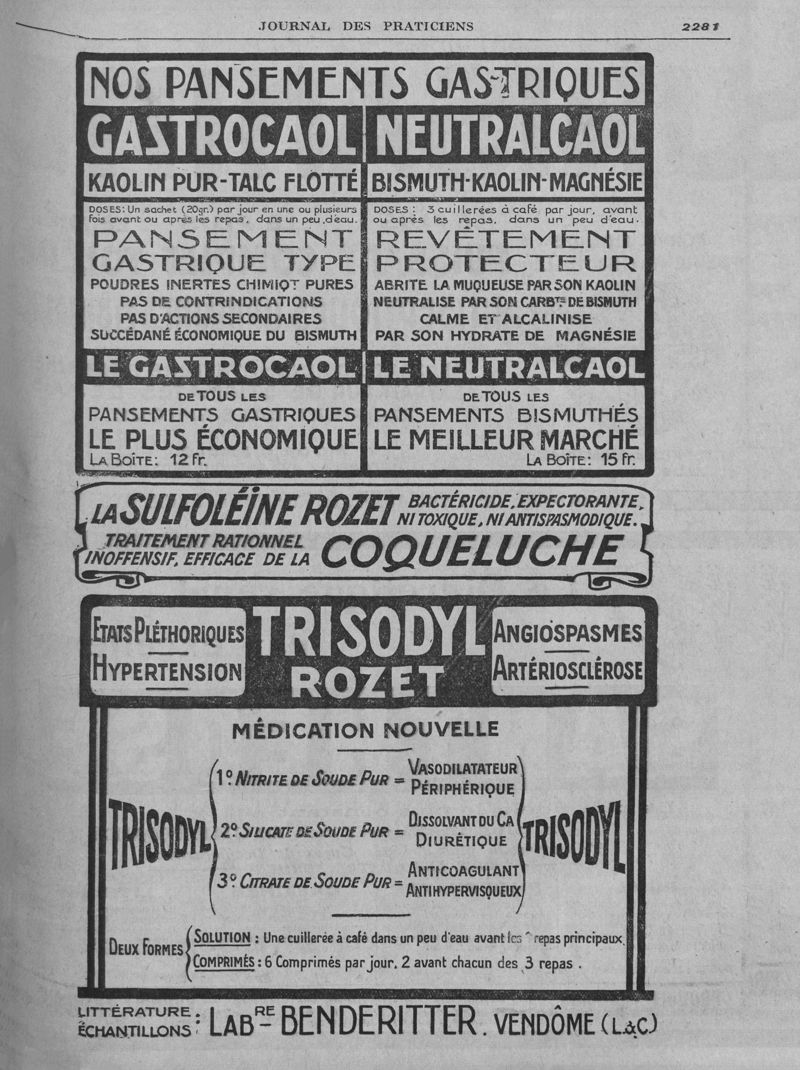 JOURNAL DES PRATICIENS 2281
NOS PANSEMENTS GASTRIQUES
GASTROCAOL
KAOLIN PUR-TALC FLOTTÉ
DOSES: Un sachet (20gr.) par jour en une ou plusieurs
fois avant ou après les repas, dans un peu d'eau.
PANSEMENT
GASTRIQUE TYPE
POUDRES INERTES CHIMIQT PURES
PAS DE CONTRINDICATIONS
PAS D'ACTIONS SECONDAIRES
SUCCÉDANÉ ÉCONOMIQUE DU BISMUTH
LE GASTROCAOL
DE TOUS LES
PANSEMENTS GASTRIQUES
LE PLUS ÉCONOMIQUE
LA BOÎTE: 12 fr.
NEUTRALCAOL
BISMUTH-KAOLIN-MAGNÉSIE
DOSES: 3 cuillerées à café par jour, avant
ou après les repas, dans un peu d'eau.
REVÊTEMENT
PROTECTEUR
ABRITE LA MUQUEUSE PAR SON KAOLIN
NEUTRALISE PAR SON CARBTE DE BISMUTH
CALME ET ALCALINISE
PAR SON HYDRATE DE MAGNÉSIE
LE NEUTRALCAOL
DE TOUS LES
PANSEMENTS BISMUTHÉS
LE MEILLEUR MARCHÉ
LA BOÎTE: 15 fr.
LA SULFOLÉINE ROZET BACTÉRICIDE, EXPECTORANTE,
NI TOXIQUE, NI ANTISPASMODIQUE.
TRAITEMENT RATIONNEL
INOFFENSIF, EFFICACE DE LA COQUELUCHE
ETATS PLÉTHORIQUES
HYPERTENSION
TRISODYL
ROZET
ANGIOSPASMES
ARTÉRIOSCLÉROSE
MÉDICATION NOUVELLE
TRISODYL
1º. NITRITE DE SOUDE PUR = VASODILATATEUR
PÉRIPHÉRIQUE
2º. SILICATE DE SOUDE PUR = DISSOLVANT DU CA
DIURÊTIQUE
3º. CITRATE DE SOUDE PUR = ANTICOAGULANT
ANTIHYPERVISQUEUX
TRISODYL
DEUX FORMES
SOLUTION : Une cuillerée à café dans un peu d'eau avant les repas principaux.
COMPRIMÉS : 6 Comprimés par jour. 2 avant chacun des 3 repas.
LITTÉRATURE.
ÉCHANTILLONS : LABRE BENDERITTER. VENDÔME (L&C)